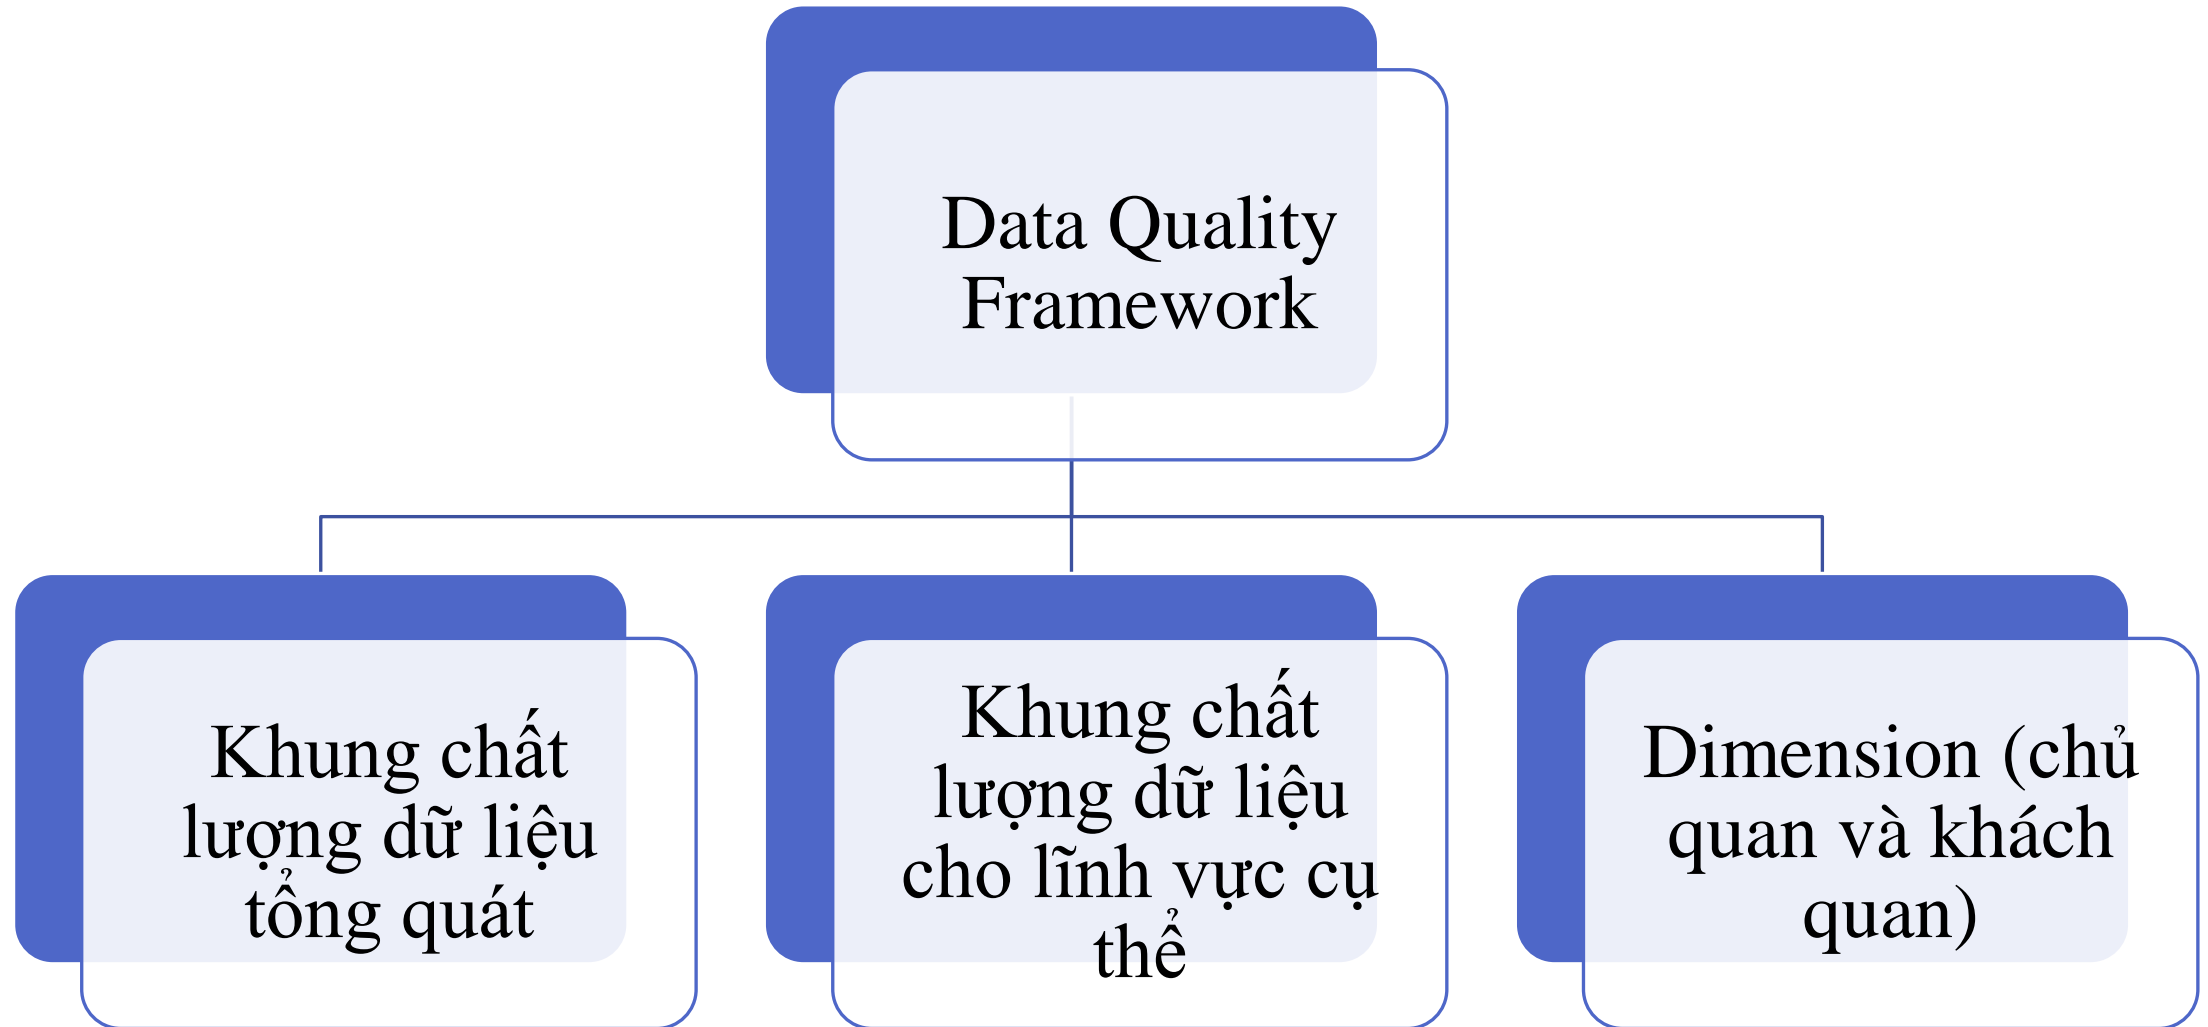 Data Quality
Framework
Khung chất
lượng dữ liệu
tổng quát
Khung chất
lượng dữ liệu
cho lĩnh vực cụ
thể
Dimension (chủ
quan và khách
quan)